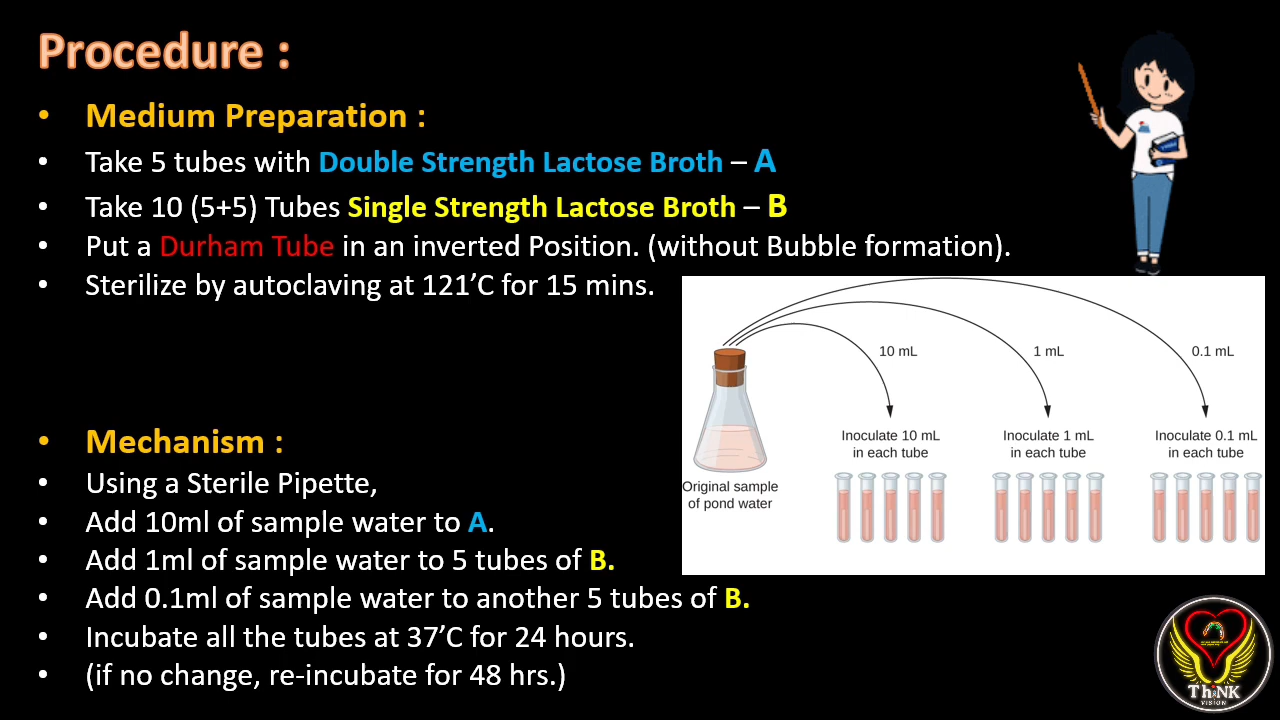 Procedure :
• Medium Preparation :
• Take 5 tubes with Double Strength Lactose Broth – A
• Take 10 (5+5) Tubes Single Strength Lactose Broth – B
• Put a Durham Tube in an inverted Position. (without Bubble formation).
• Sterilize by autoclaving at 121’C for 15 mins.
10 mL
1 mL
0.1 mL
Inoculate 10 mL
in each tube
Inoculate 1 mL
in each tube
Inoculate 0.1 mL
in each tube
Original sample
of pond water
• Mechanism :
• Using a Sterile Pipette,
• Add 10ml of sample water to A.
• Add 1ml of sample water to 5 tubes of B.
• Add 0.1ml of sample water to another 5 tubes of B.
• Incubate all the tubes at 37’C for 24 hours.
• (if no change, re-incubate for 48 hrs.)
ThiNK
VISION